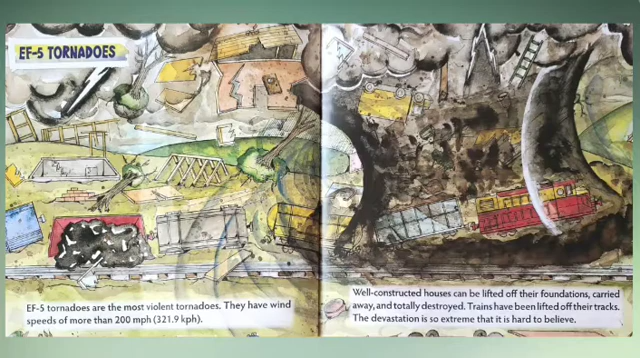 EF-5 TORNADOES
EF-5 tornadoes are the most violent tornadoes. They have wind
speeds of more than 200 mph (321.9 kph).
Well-constructed houses can be lifted off their foundations, carried
away, and totally destroyed. Trains have been lifted off their tracks.
The devastation is so extreme that it is hard to believe.